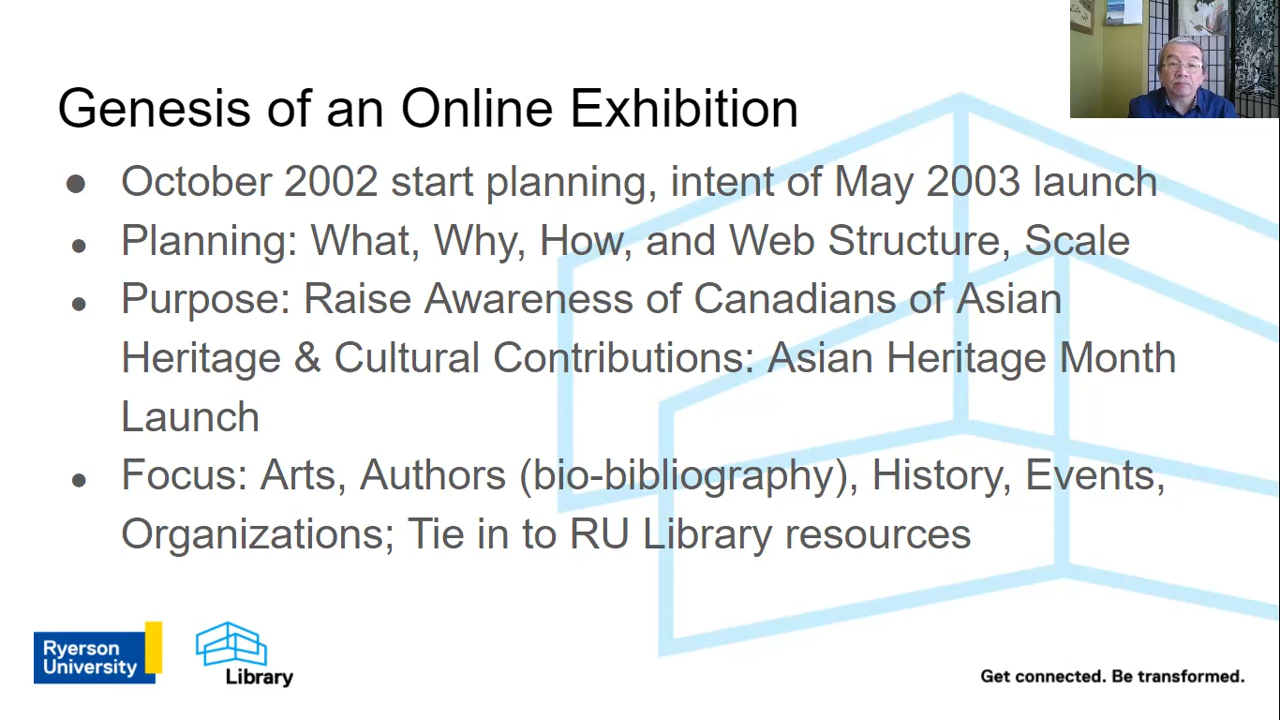 Genesis of an Online Exhibition
● October 2002 start planning, intent of May 2003 launch
● Planning: What, Why, How, and Web Structure, Scale
● Purpose: Raise Awareness of Canadians of Asian
Heritage & Cultural Contributions: Asian Heritage Month
Launch
● Focus: Arts, Authors (bio-bibliography), History, Events,
Organizations; Tie in to RU Library resources
Ryerson
University
Library
Get connected. Be transformed.